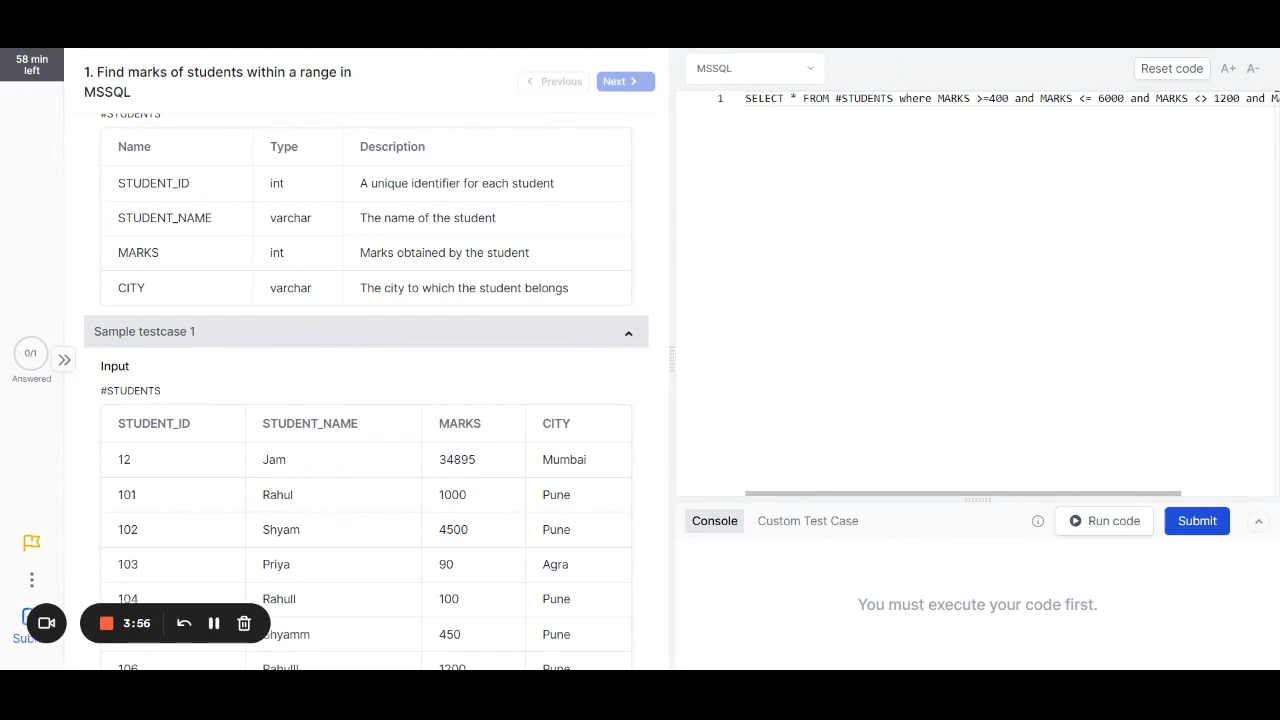 58 min
left
1. Find marks of students within a range in
MSSQL
Previous
Next
#STUDENTS
Name Type Description
STUDENT_ID int A unique identifier for each student
STUDENT_NAME varchar The name of the student
MARKS int Marks obtained by the student
CITY varchar The city to which the student belongs
Sample testcase 1
Input
#STUDENTS
STUDENT_ID STUDENT_NAME MARKS CITY
12 Jam 34895 Mumbai
101 Rahul 1000 Pune
102 Shyam 4500 Pune
103 Priya 90 Agra
104 Rahull 100 Pune
hyamm 450 Pune
106 Rahulll 1200 Pune
0/1
Answered
Sub
3:56
MSSQL
Reset code A+ A-
1 SELECT * FROM #STUDENTS where MARKS >=400 and MARKS <= 6000 and MARKS <> 1200 and M
Console Custom Test Case
Run code
Submit
You must execute your code first.